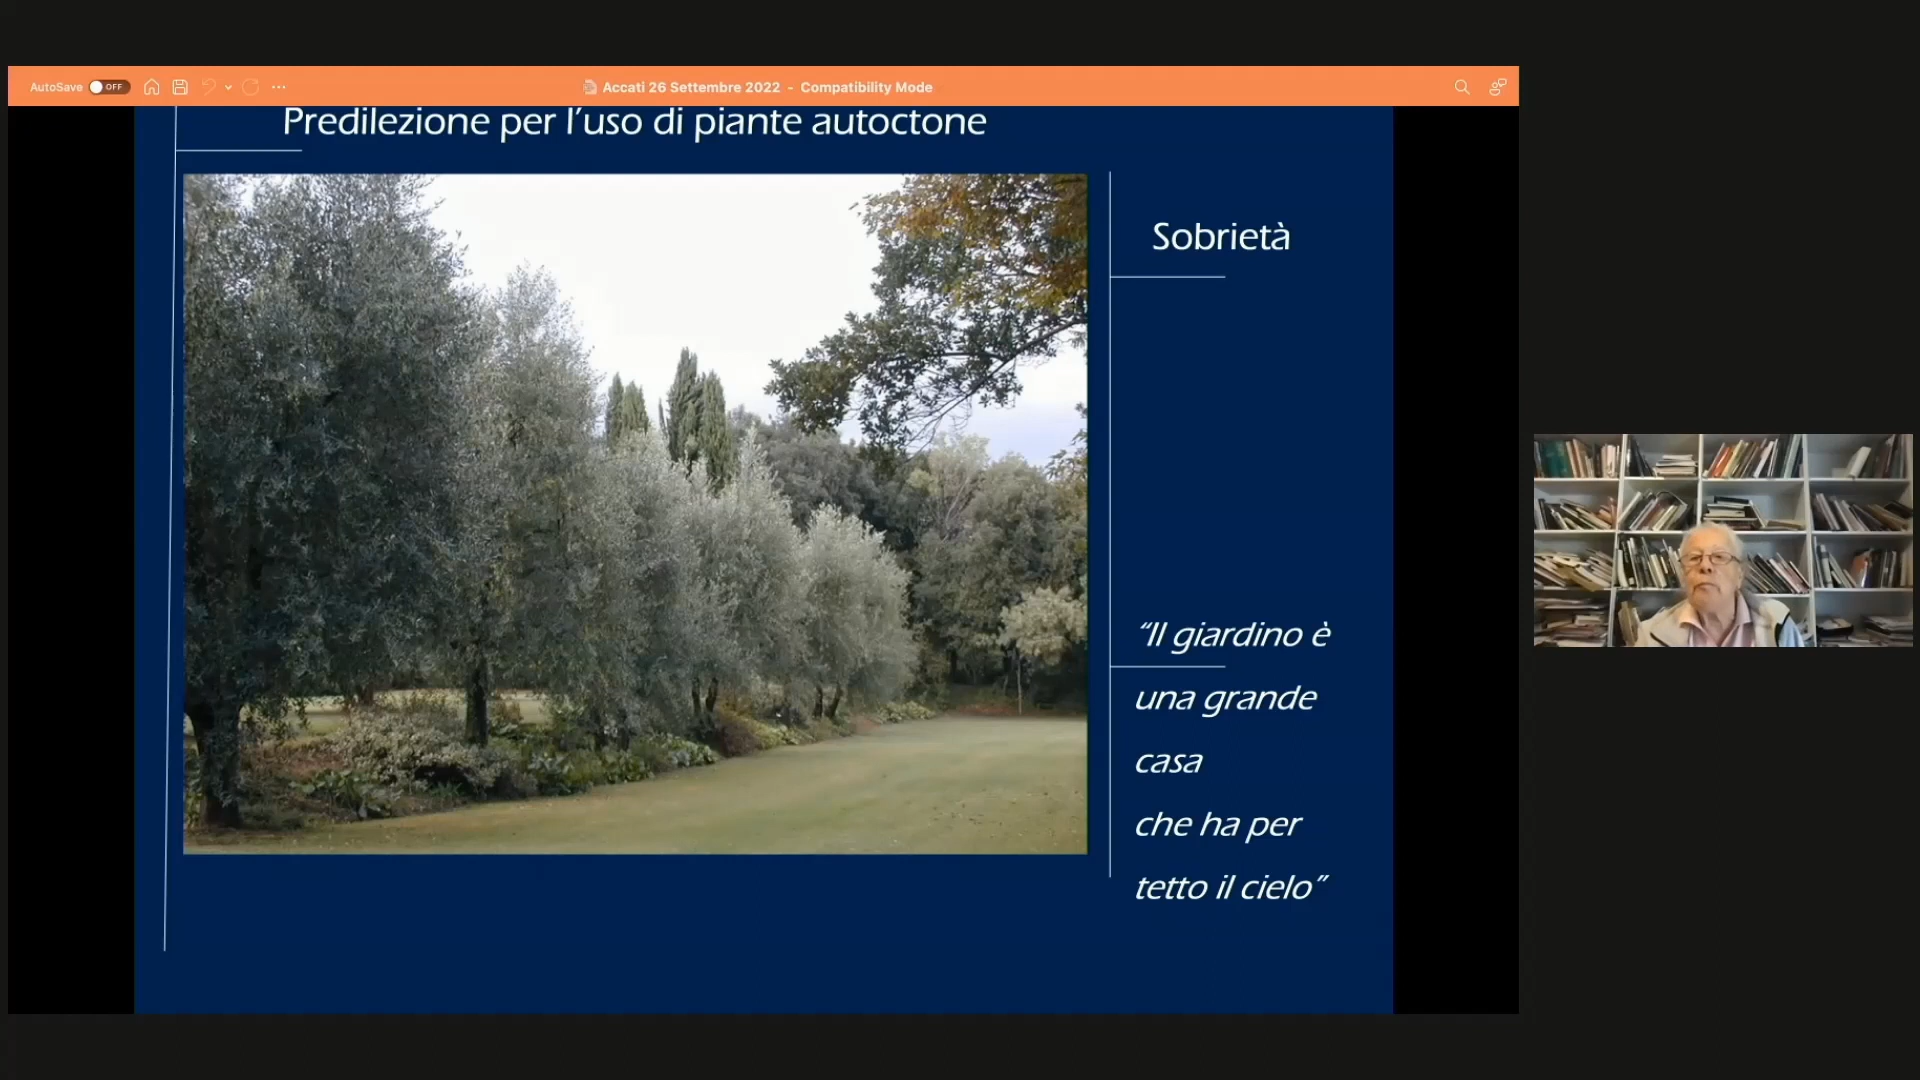 AutoSave OFF
Accati 26 Settembre 2022 - Compatibility Mode
Predilezione per l'uso di piante autoctone
Sobrietà
"Il giardino è
una grande
casa
che ha per
tetto il cielo"